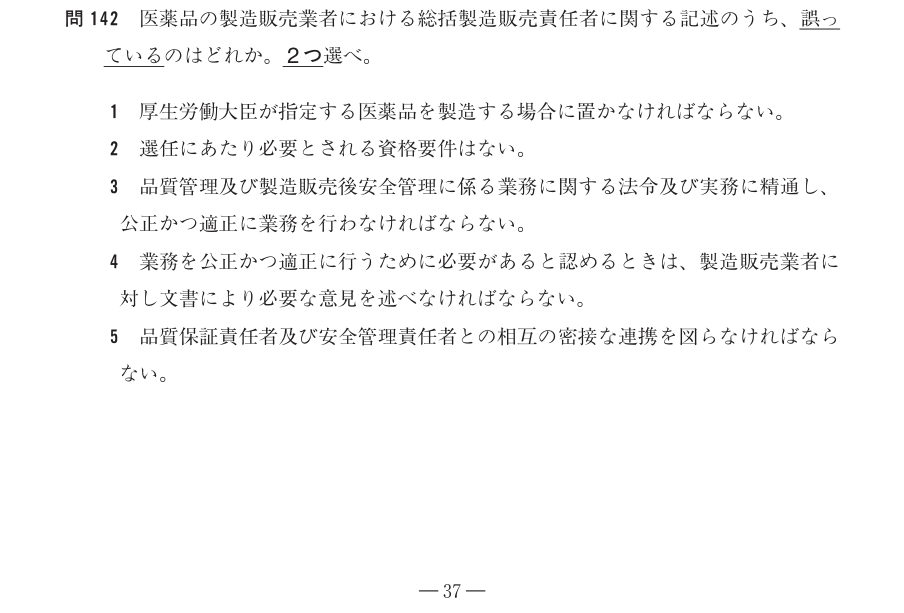 問 142　医薬品の製造販売業者における総括製造販売責任者に関する記述のうち、誤っ
ているのはどれか。2つ選べ。
1　厚生労働大臣が指定する医薬品を製造する場合に置かなければならない。
2　選任にあたり必要とされる資格要件はない。
3　品質管理及び製造販売後安全管理に係る業務に関する法令及び実務に精通し、
公正かつ適正に業務を行わなければならない。
4　業務を公正かつ適正に行うために必要があると認めるときは、製造販売業者に
対し文書により必要な意見を述べなければならない。
5　品質保証責任者及び安全管理責任者との相互の密接な連携を図らなければなら
ない。
— 37 —